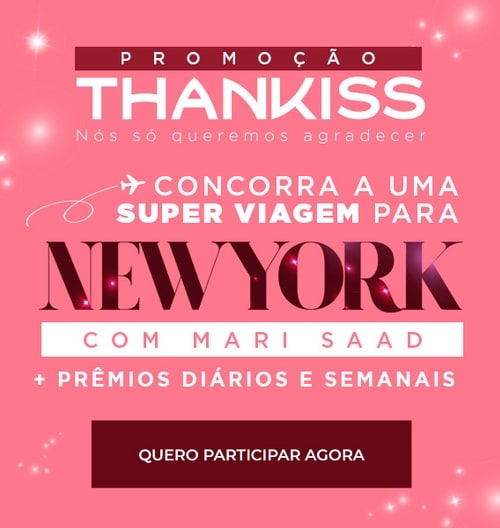 PROMOÇÃO
THANKISS
Nós só queremos agradecer
CONCORRA A UMA
SUPER VIAGEM PARA
NEW YORK
COM MARI SAAD
+ PRÊMIOS DIÁRIOS E SEMANAIS
QUERO PARTICIPAR AGORA